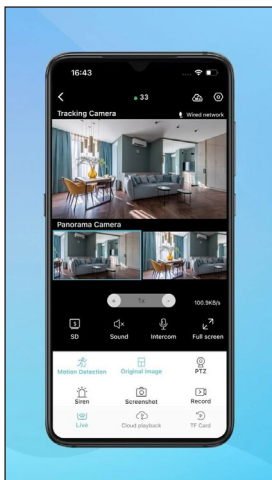 16:43
33
Tracking Camera
Wired network
Panorama Camera
1x
100.9KB/s
SD
Sound
Intercom
Full screen
Motion Detection
Original image
PTZ
Siren
Screenshot
Record
Live
Cloud playback
TF Card